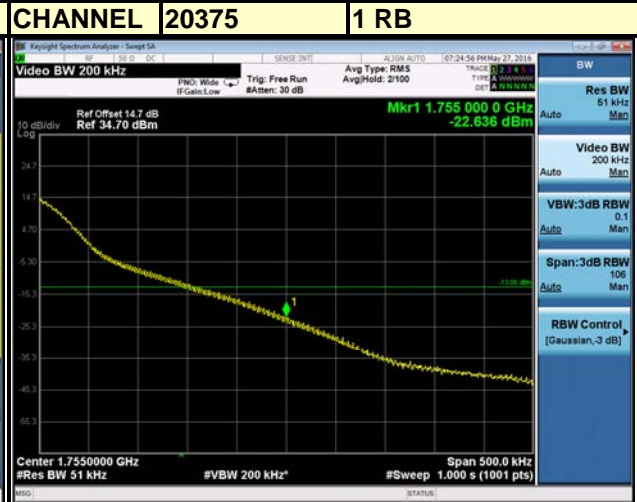 CHANNEL 20375 1 RB
Keysight Spectrum Analyzer - Swept SA
RF 50 Ω DC SENSE:INT ALIGN AUTO 07:24:56 PM May 27, 2016
Video BW 200 kHz
PNO: Wide
IFGain:Low
Trig: Free Run
#Atten: 30 dB
Avg Type: RMS
Avg|Hold: 2/100
TRACE 1 2 3 4 5 6
TYPE A WWWWW
DET A N N N N N
Mkr1 1.755 000 0 GHz
-22.636 dBm
Ref Offset 14.7 dB
10 dB/div Ref 34.70 dBm
Log
24.7
14.7
4.70
-5.30
-13.00 dBm
-15.3
1
-25.3
-35.3
-45.3
-55.3
Center 1.7550000 GHz
Span 500.0 kHz
#Res BW 51 kHz
#VBW 200 kHz*
#Sweep 1.000 s (1001 pts)
MSG
STATUS
BW
Res BW
51 kHz
Auto Man
Video BW
200 kHz
Auto Man
VBW:3dB RBW
0.1
Auto Man
Span:3dB RBW
106
Auto Man
RBW Control
[Gaussian,-3 dB]